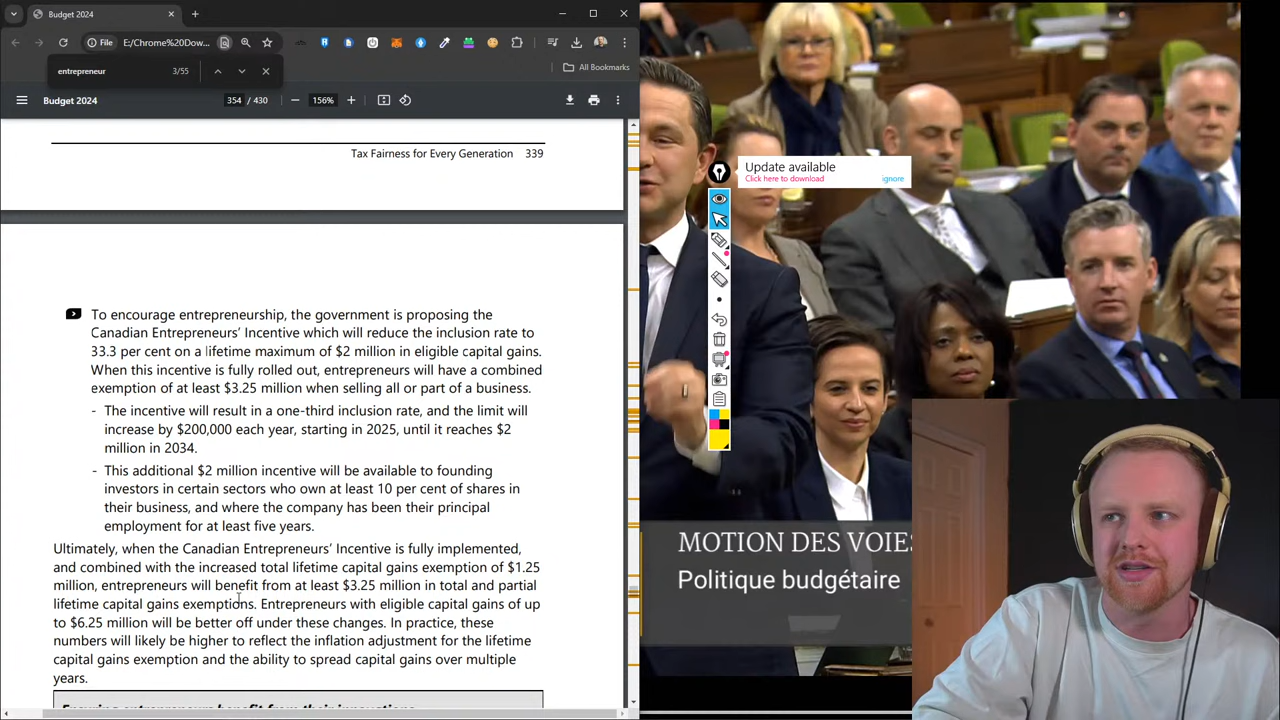 Budget 2024
File
E:/Chrome%20Dow...
All Bookmarks
entrepreneur
3/55
Budget 2024
354 / 430
156%
Tax Fairness for Every Generation 339
To encourage entrepreneurship, the government is proposing the
Canadian Entrepreneurs’ Incentive which will reduce the inclusion rate to
33.3 per cent on a lifetime maximum of $2 million in eligible capital gains.
When this incentive is fully rolled out, entrepreneurs will have a combined
exemption of at least $3.25 million when selling all or part of a business.
- The incentive will result in a one-third inclusion rate, and the limit will
increase by $200,000 each year, starting in 2025, until it reaches $2
million in 2034.
- This additional $2 million incentive will be available to founding
investors in certain sectors who own at least 10 per cent of shares in
their business, and where the company has been their principal
employment for at least five years.
Ultimately, when the Canadian Entrepreneurs’ Incentive is fully implemented,
and combined with the increased total lifetime capital gains exemption of $1.25
million, entrepreneurs will benefit from at least $3.25 million in total and partial
lifetime capital gains exemptions. Entrepreneurs with eligible capital gains of up
to $6.25 million will be better off under these changes. In practice, these
numbers will likely be higher to reflect the inflation adjustment for the lifetime
capital gains exemption and the ability to spread capital gains over multiple
years.
Ensuring entrepreneurs benefit from their innovations
Update available
Click here to download
ignore
MOTION DES VOIES
Politique budgétaire